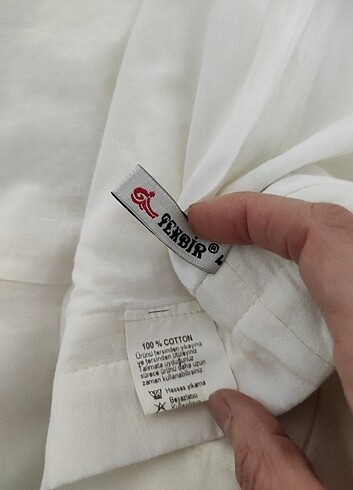 TEKBİR®
100 % COTTON
Ürünü tersinden yıkayınız
ve tersinden ütüleyiniz
Talimata uyduğunuz
sürece ürünü daha uzun
zaman kullanabilirsiniz
Hassas yıkama
Beyazlatıcı